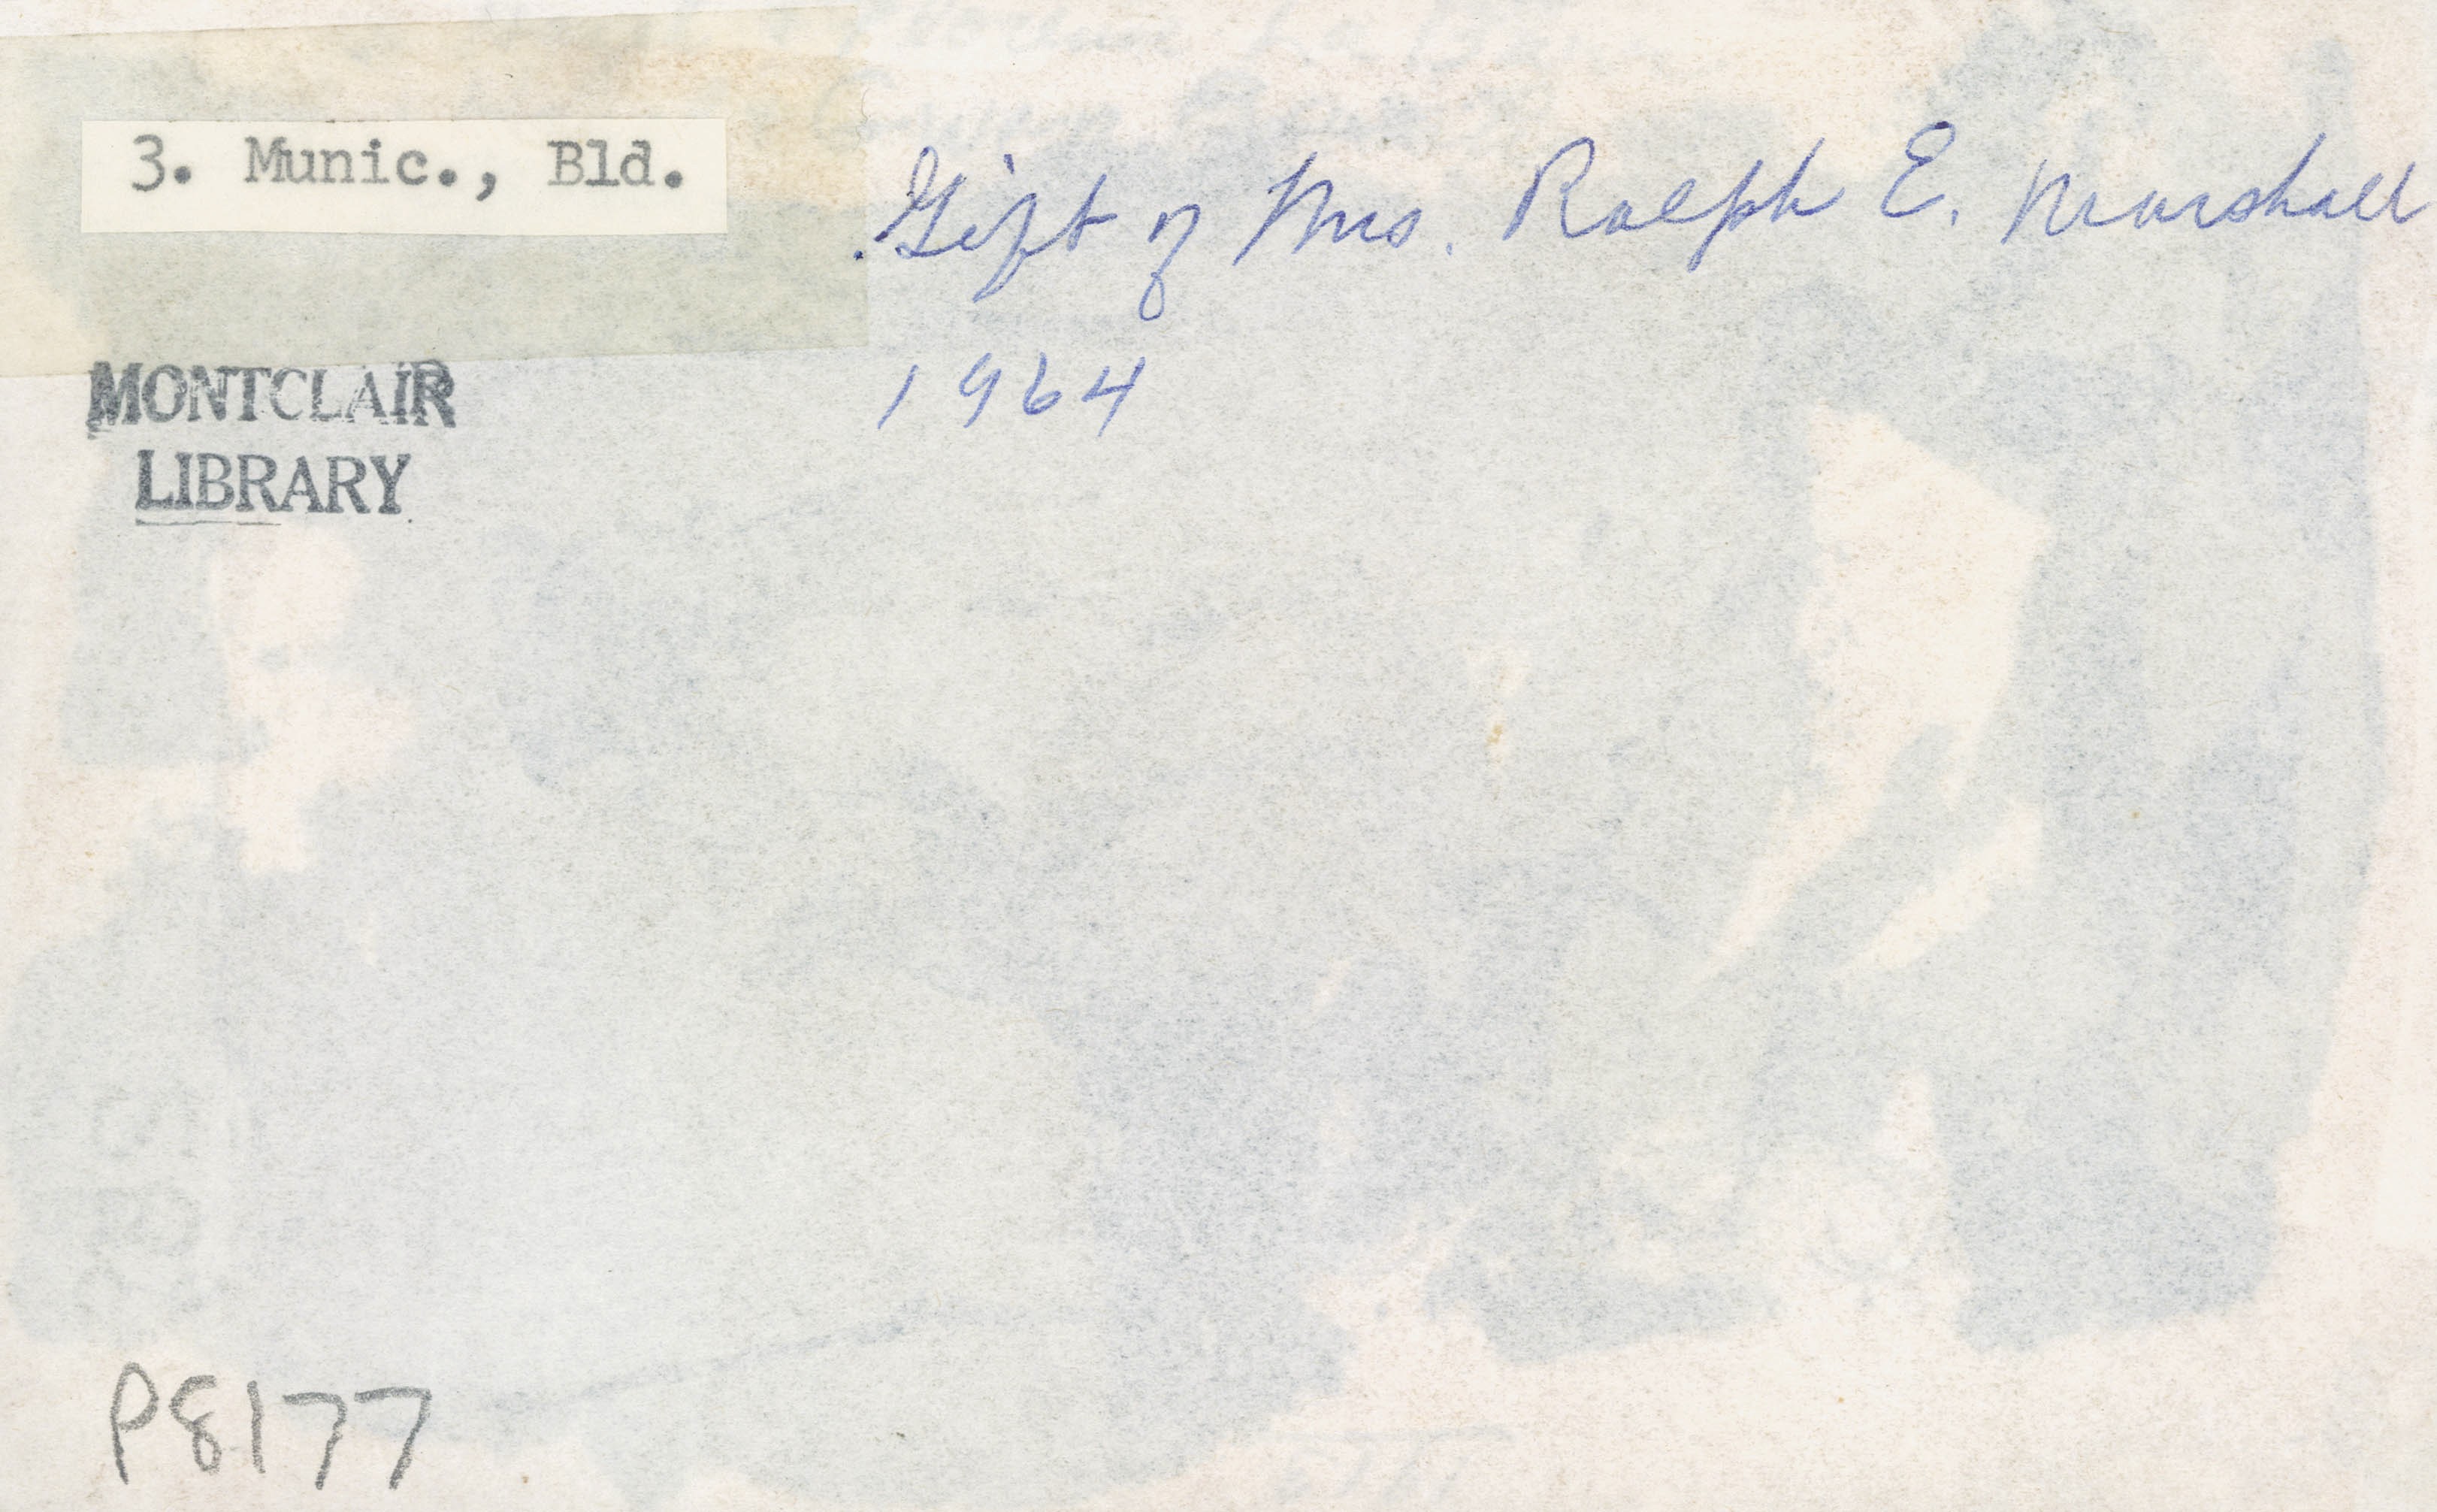 3. Munic., Bld.
Gift of Mrs. Ralph E. Marshall
1964
MONTCLAIR
LIBRARY
P8177